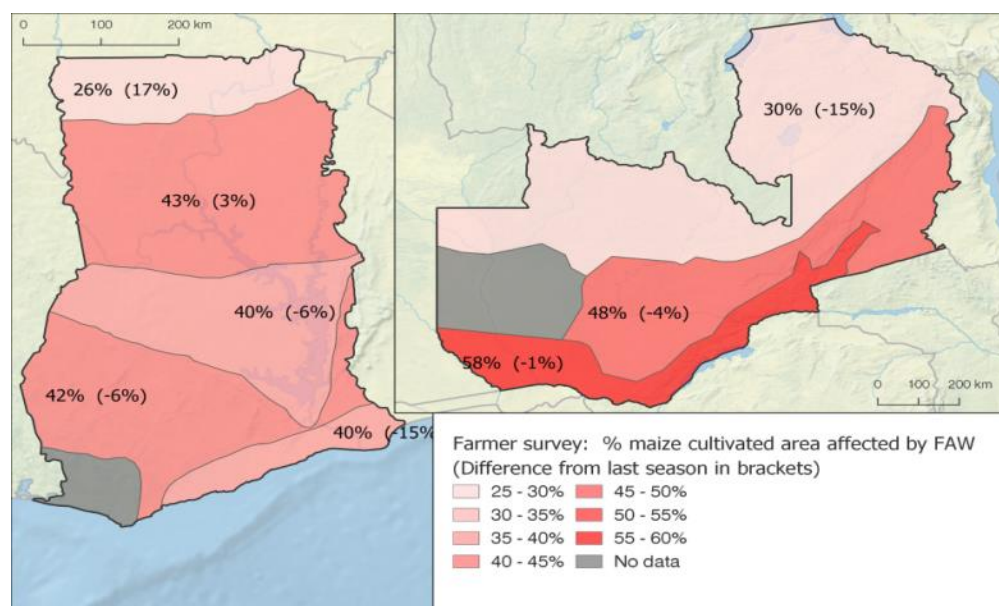 0 100 200 km
26% (17%)
43% (3%)
40% (-6%)
42% (-6%)
40% (-15%
30% (-15%)
48% (-4%)
58% (-1%)
0 200 km
Farmer survey: % maize cultivated area affected by FAW
(Difference from last season in brackets)
25 - 30%
30 - 35%
35 - 40%
40 - 45%
45 - 50%
50 - 55%
55 - 60%
No data